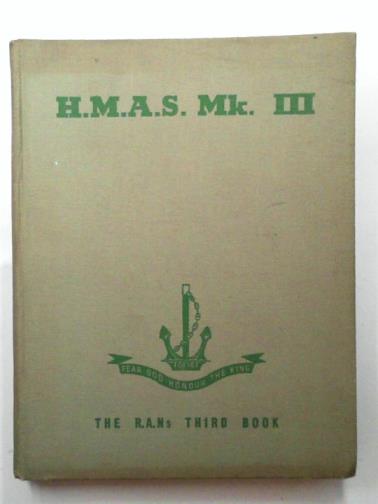 H.M.A.S. Mk. III
FEAR GOD HONOUR THE KING
THE R.A.Ns THIRD BOOK